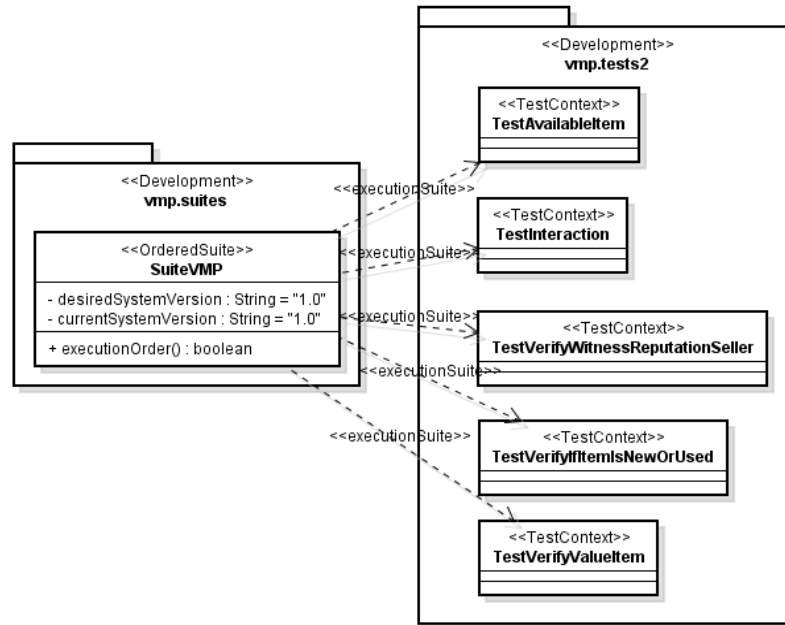 <<Development>>
vmp.suites
<<OrderedSuite>>
SuiteVMP
- desiredSystemVersion : String = "1.0"
- currentSystemVersion : String = "1.0"
+ executionOrder() : boolean
<<executionSuite>>
<<executionSuite>>
<<executionSuite>>
<<executionSuite>>
<<executionSuite>>
<<Development>>
vmp.tests2
<<TestContext>>
TestAvailableItem
<<TestContext>>
TestInteraction
<<TestContext>>
TestVerifyWitnessReputationSeller
<<TestContext>>
TestVerifyIfItemIsNewOrUsed
<<TestContext>>
TestVerifyValueItem